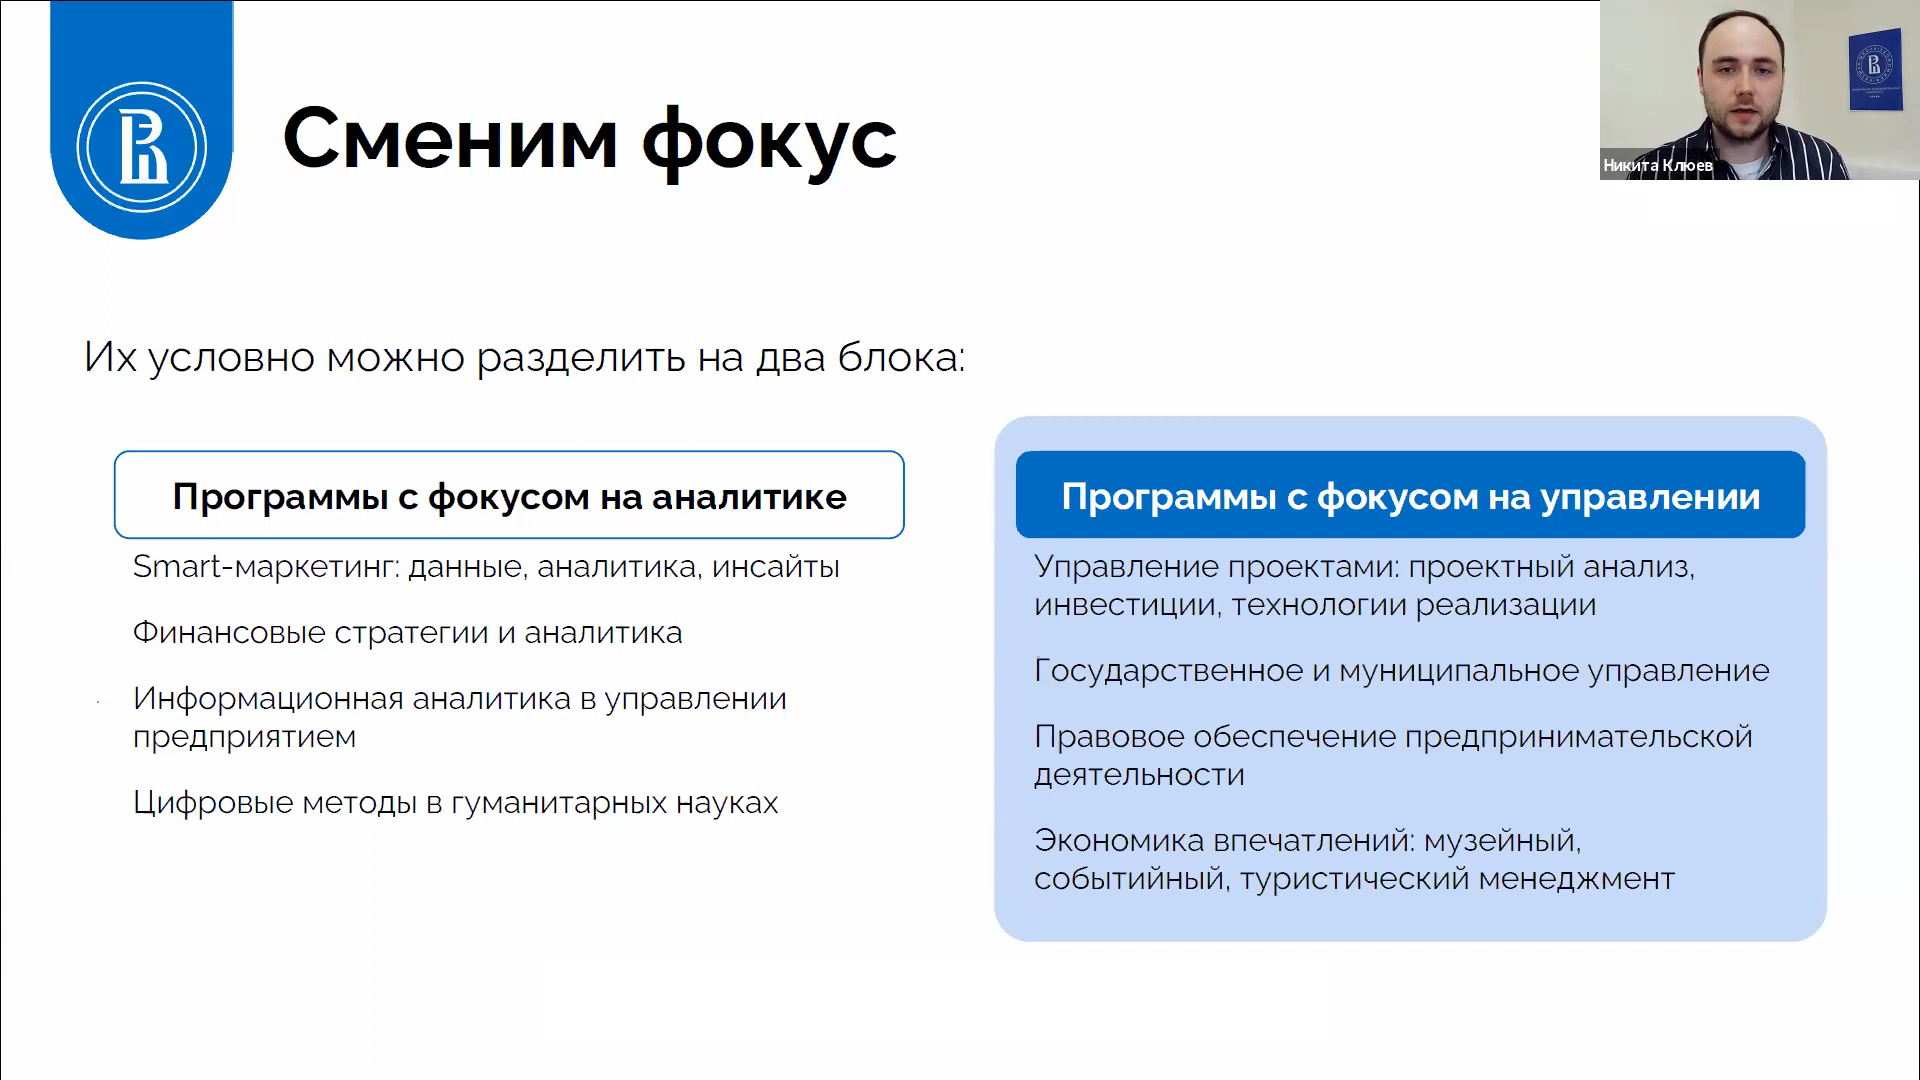 Сменим фокус
Никита Клюев
Их условно можно разделить на два блока:
Программы с фокусом на аналитике
Smart-маркетинг: данные, аналитика, инсайты
Финансовые стратегии и аналитика
Информационная аналитика в управлении
предприятием
Цифровые методы в гуманитарных науках
Программы с фокусом на управлении
Управление проектами: проектный анализ,
инвестиции, технологии реализации
Государственное и муниципальное управление
Правовое обеспечение предпринимательской
деятельности
Экономика впечатлений: музейный,
событийный, туристический менеджмент